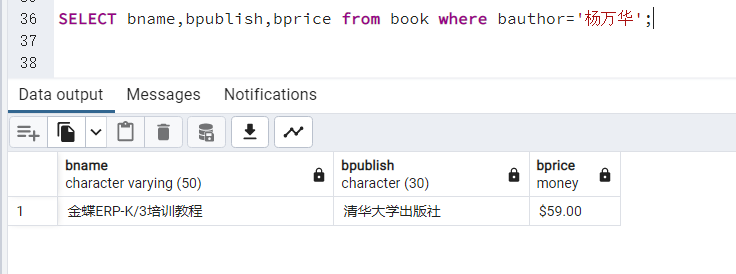 36 SELECT bname,bpublish,bprice from book where bauthor='杨万华';
37
38
Data output Messages Notifications
bname bpublish bprice
character varying (50) character (30) money
1 金蝶ERP-K/3培训教程 清华大学出版社 $59.00